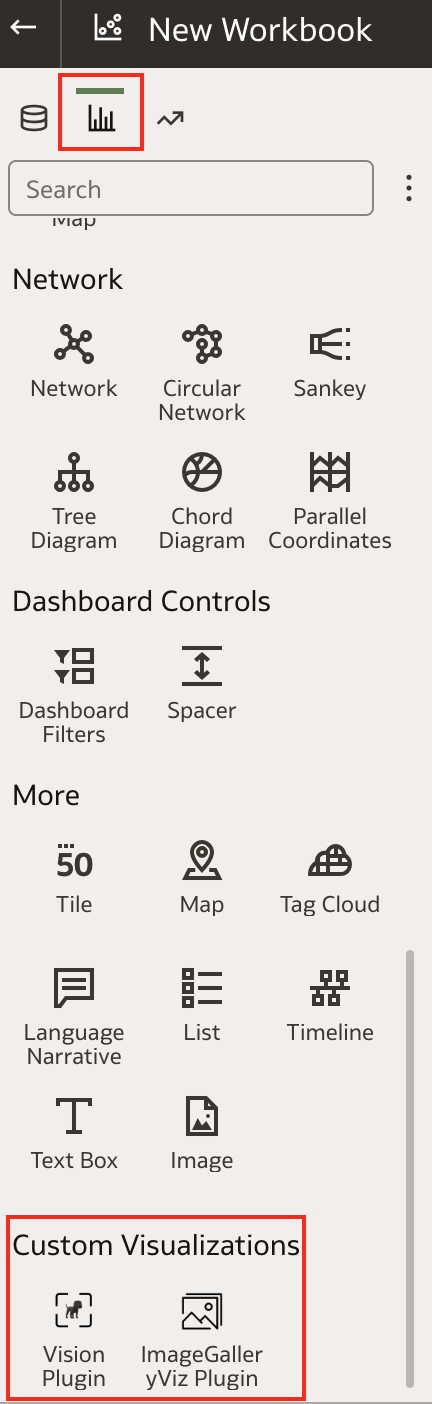 New Workbook
Search
Map
Network
Network
Circular
Network
Sankey
Tree
Diagram
Chord
Diagram
Parallel
Coordinates
Dashboard Controls
Dashboard
Filters
Spacer
More
50
Tile
Map
Tag Cloud
Language
Narrative
List
Timeline
Text Box
Image
Custom Visualizations
Vision
Plugin
ImageGaller
yViz Plugin